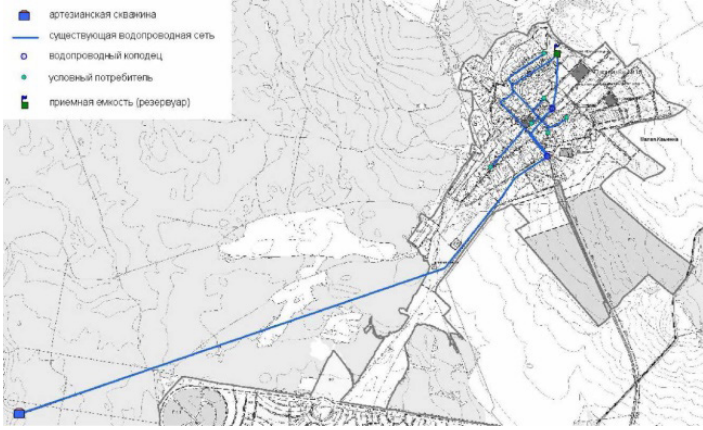 артезианская скважина
существующая водопроводная сеть
водопроводный колодец
условный потребитель
приемная емкость (резервуар)